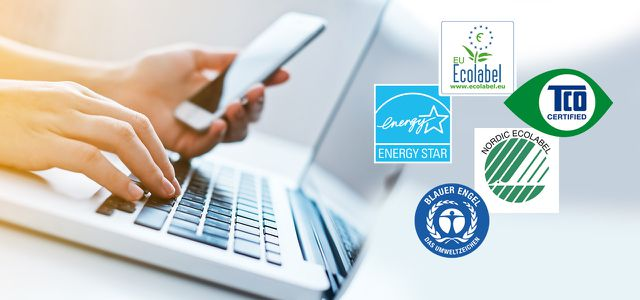 EU
Ecolabel
www.ecolabel.eu
TCO
CERTIFIED
energy
ENERGY STAR
NORDIC ECOLABEL
BLAUER ENGEL
DAS UMWELTZEICHEN